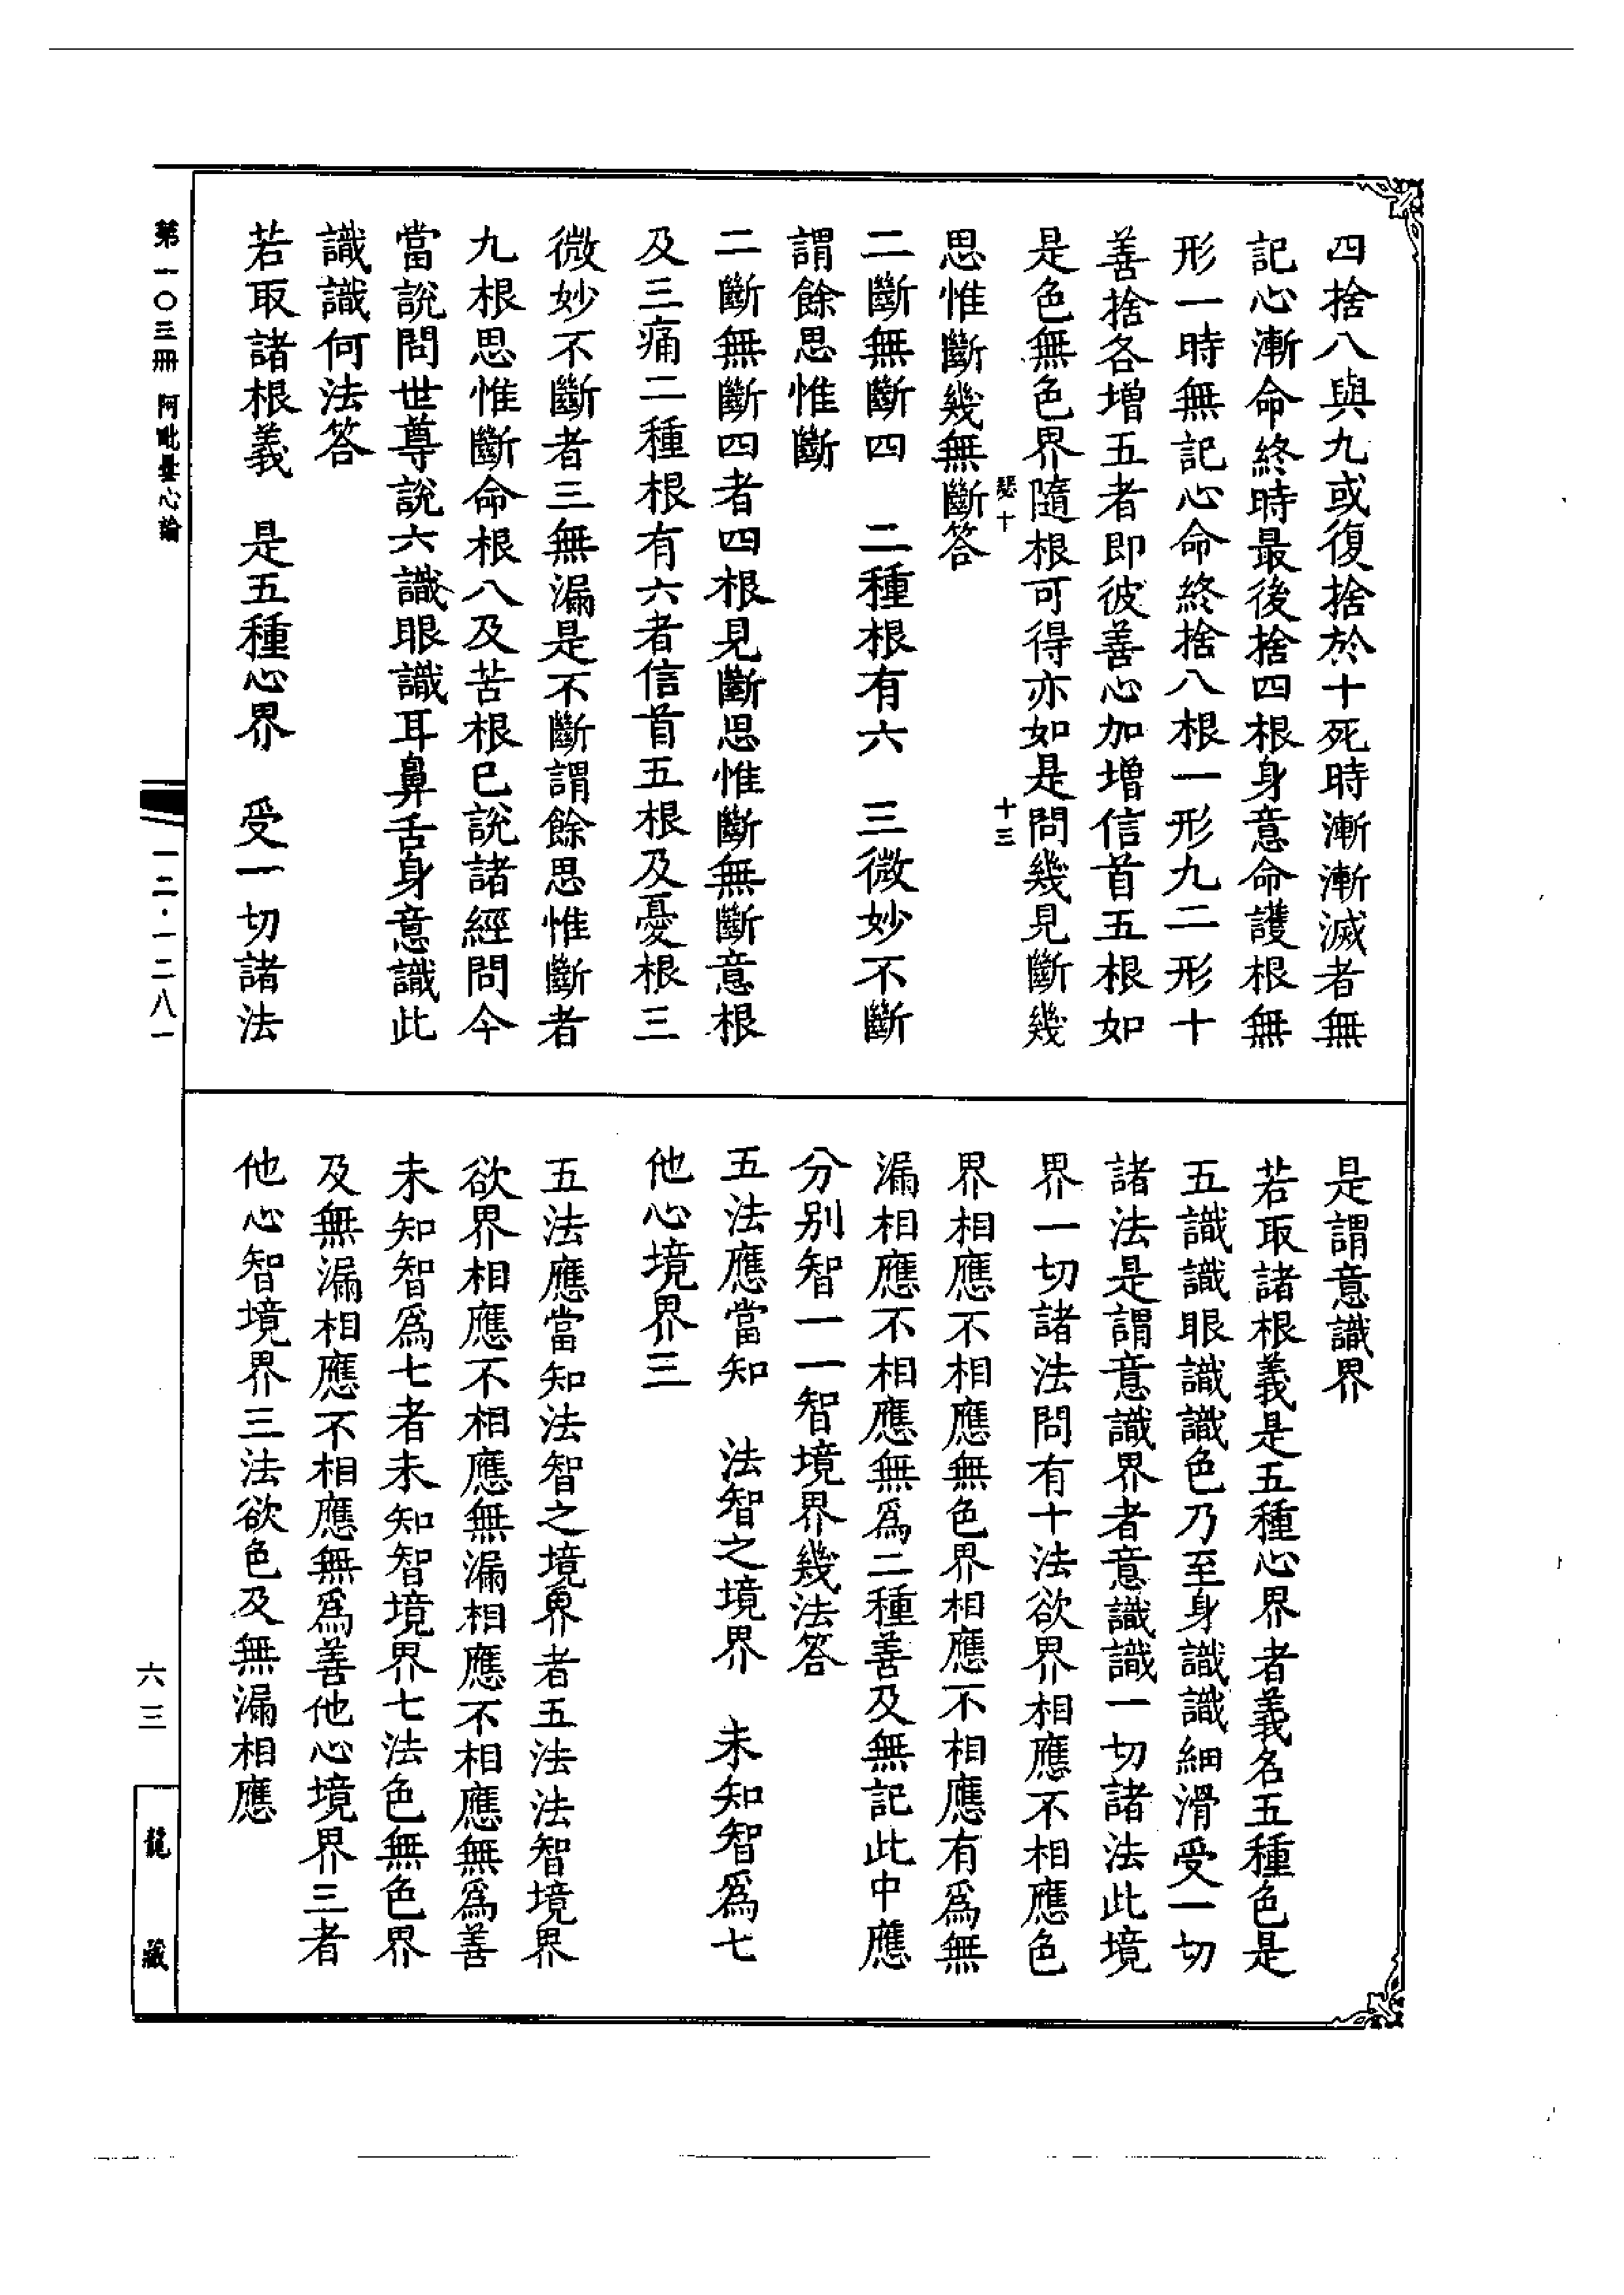 四捨八與九或復捨於十死時漸漸滅者無
記心漸命終時最後捨四根身意命護根無
形一時無記心命終捨八根一形九二形十
善捨各增五者即彼善心加增信首五根如
是色無色界隨根可得亦如是問幾見斷幾
瑟十　十三
思惟斷幾無斷答
二斷無斷四　二種根有六　三微妙不斷
謂餘思惟斷
二斷無斷四者四根見斷思惟斷無斷意根
及三痛二種根有六者信首五根及憂根三
微妙不斷者三無漏是不斷謂餘思惟斷者
九根思惟斷命根八及苦根已說諸經問今
當說問世尊說六識眼識耳鼻舌身意識此
識識何法答
若取諸根義　是五種心界　受一切諸法
是謂意識界
若取諸根義是五種心界者義名五種色是
五識識眼識識色乃至身識識細滑受一切
諸法是謂意識界者意識識一切諸法此境
界一切諸法問有十法欲界相應不相應色
界相應不相應無色界相應不相應有為無
漏相應不相應無為二種善及無記此中應
分別智一一智境界幾法答
五法應當知　法智之境界　未知智為七
他心境界三
五法應當知法智之境界者五法法智境界
欲界相應不相應無漏相應不相應無為善
未知智為七者未知智境界七法色無色界
及無漏相應不相應無為善他心境界三者
他心智境界三法欲色及無漏相應
第一〇三冊　阿毗曇心論
一二·一二八一
六三
龍藏